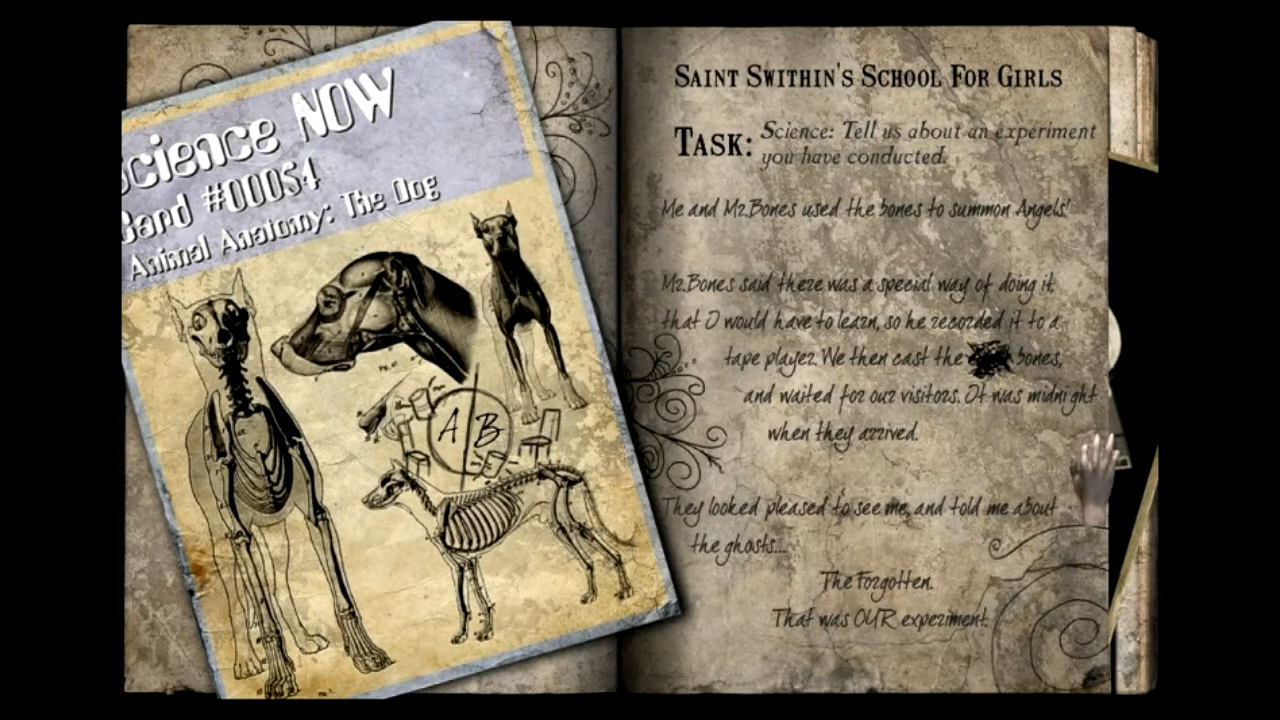 Science NOW
Card #00054
Animal Anatomy: The Dog
A B
SAINT SWITHIN'S SCHOOL FOR GIRLS
TASK: Science: Tell us about an experiment
you have conducted.
Me and Mr.Bones used the bones to summon Angels!
Mr.Bones said there was a special way of doing it,
that I would have to learn, so he recorded it to a
tape player. We then cast the bones,
and waited for our visitors. It was midnight
when they arrived.
They looked pleased to see me, and told me about
the ghosts...
The Forgotten.
That was OUR experiment.